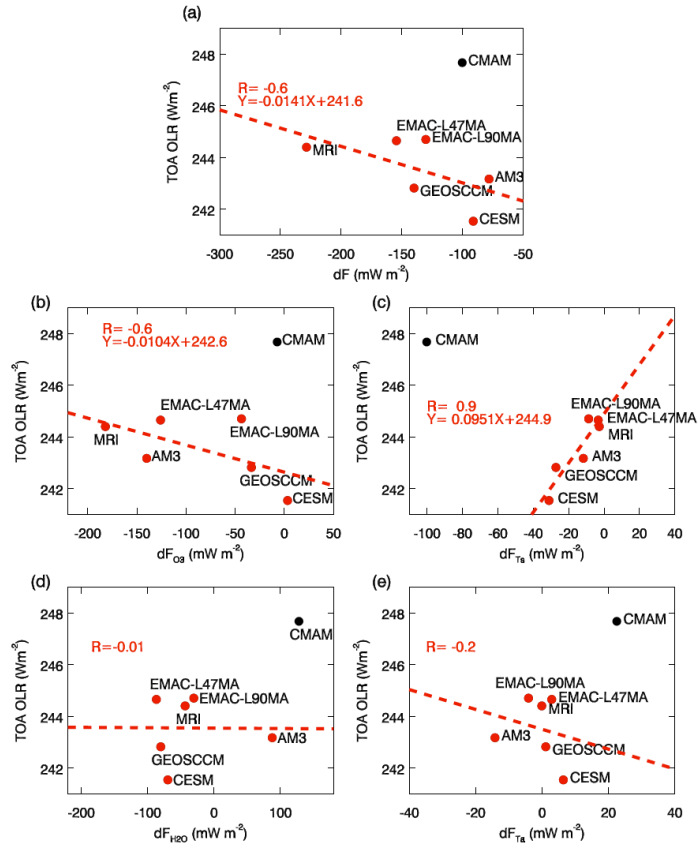 (a)
TOA OLR (Wm-2)
248
246
244
242
R= -0.6
Y=-0.0141X+241.6
CMAM
EMAC-L47MA
EMAC-L90MA
MRI
AM3
GEOSCCM
CESM
-300 -250 -200 -150 -100 -50
dF (mW m-2)
(b)
TOA OLR (Wm-2)
248
246
244
242
R= -0.6
Y=-0.0104X+242.6
CMAM
EMAC-L47MA
EMAC-L90MA
MRI
AM3
GEOSCCM
CESM
-200 -150 -100 -50 0 50
dFO3 (mW m-2)
(c)
TOA OLR (Wm-2)
248
246
244
242
CMAM
R= 0.9
Y= 0.0951X+244.9
EMAC-L90MA
EMAC-L47MA
MRI
AM3
GEOSCCM
CESM
-100 -80 -60 -40 -20 0 20 40
dFTs (mW m-2)
(d)
TOA OLR (Wm-2)
248
246
244
242
R=-0.01
CMAM
EMAC-L47MA
EMAC-L90MA
MRI
AM3
GEOSCCM
CESM
-200 -100 0 100
dFH2O (mW m-2)
(e)
TOA OLR (Wm-2)
248
246
244
242
R= -0.2
CMAM
EMAC-L90MA
EMAC-L47MA
MRI
AM3
GEOSCCM
CESM
-40 -20 0 20 40
dFTa (mW m-2)